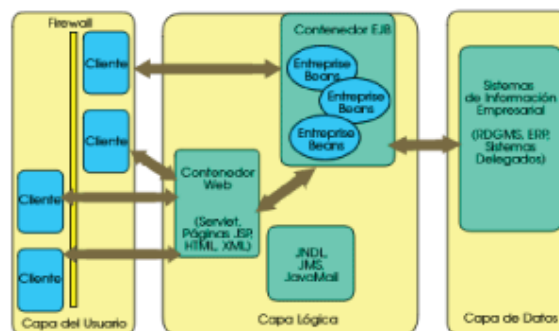 Firewall
Cliente
Cliente
Cliente
Cliente
Capa del Usuario
Contenedor EJB
Entreprise
Beans
Entreprise
Beans
Entreprise
Beans
Contenedor
Web
(Servlet,
Páginas JSP,
HTML, XML)
JNDI,
JMS,
JavaMail
Capa Lógica
Sistemas
de Información
Empresarial
(RDGMS, ERP,
Sistemas
Delegados)
Capa de Datos